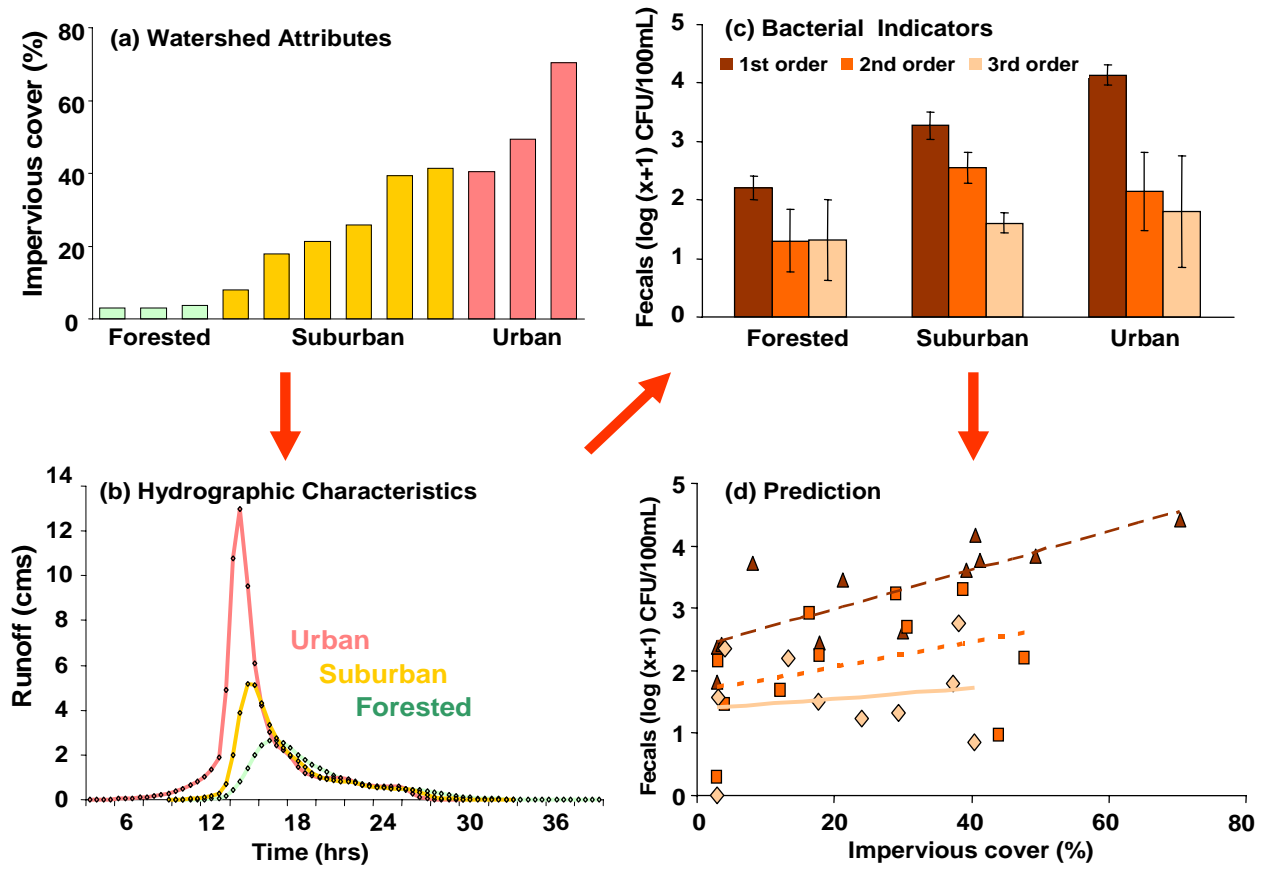 (a) Watershed Attributes
Impervious cover (%)
80
60
40
20
0
Forested
Suburban
Urban
(c) Bacterial Indicators
1st order
2nd order
3rd order
Fecals (log (x+1) CFU/100mL)
5
4
3
2
1
0
Forested
Suburban
Urban
(b) Hydrographic Characteristics
Runoff (cms)
14
12
10
8
6
4
2
0
Urban
Suburban
Forested
6 12 18 24 30 36
Time (hrs)
(d) Prediction
Fecals (log (x+1) CFU/100mL)
5
4
3
2
1
0
0 20 40 60 80
Impervious cover (%)